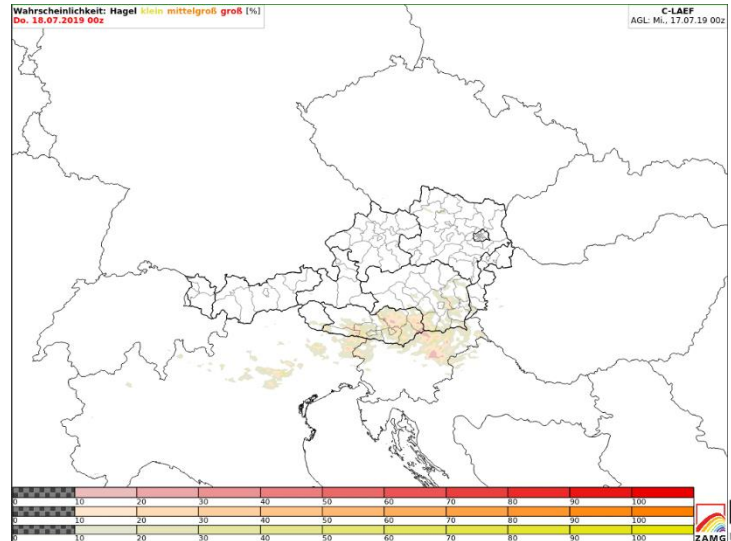 Wahrscheinlichkeit: Hagel klein mittelgroß groß [%]
Do. 18.07.2019 00z
C-LAEF
AGL: Mi., 17.07.19 00z
0 10 20 30 40 50 60 70 80 90 100
0 10 20 30 40 50 60 70 80 90 100
0 10 20 30 40 50 60 70 80 90 100
ZAMG